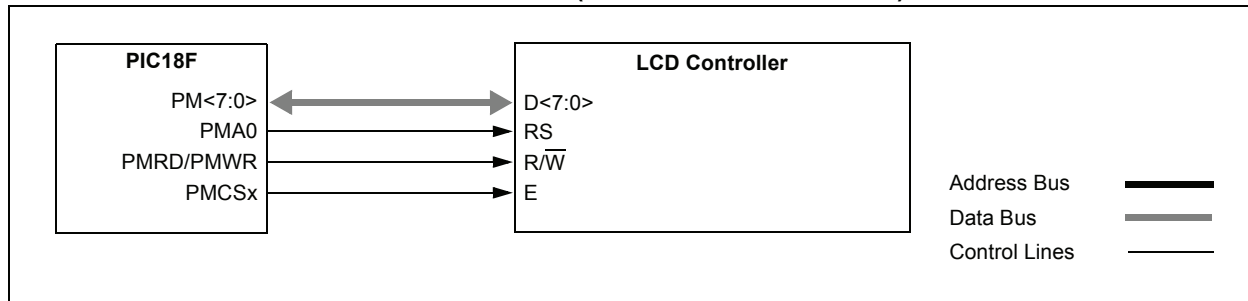 PIC18F
LCD Controller
PM<7:0>
D<7:0>
PMA0
RS
PMRD/PMWR
R/W̅
PMCSx
E
Address Bus
Data Bus
Control Lines